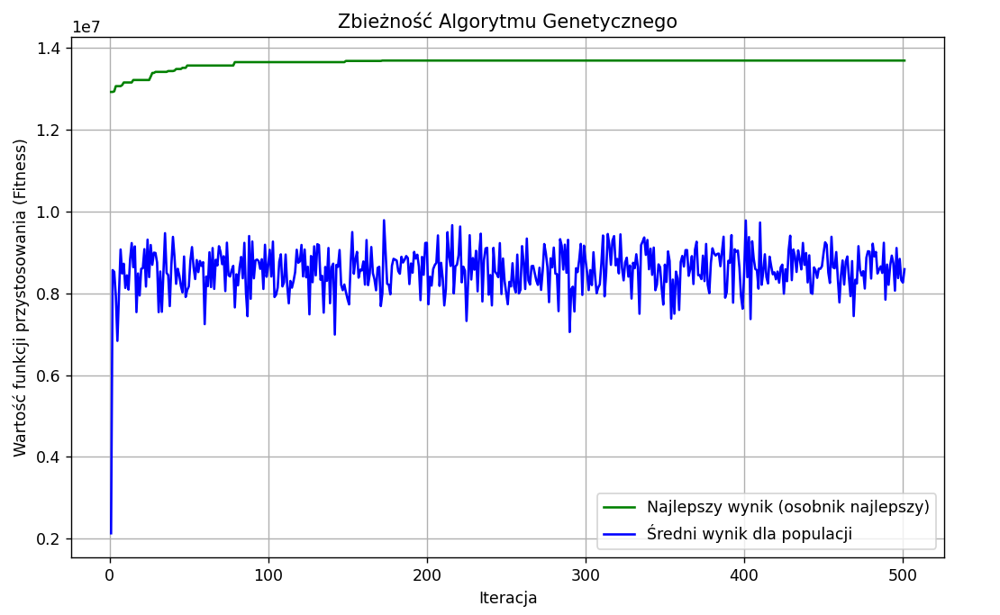 Zbieżność Algorytmu Genetycznego
1e7
1.4
1.2
1.0
0.8
0.6
0.4
0.2
Wartość funkcji przystosowania (Fitness)
Najlepszy wynik (osobnik najlepszy)
Średni wynik dla populacji
0 100 200 300 400 500
Iteracja